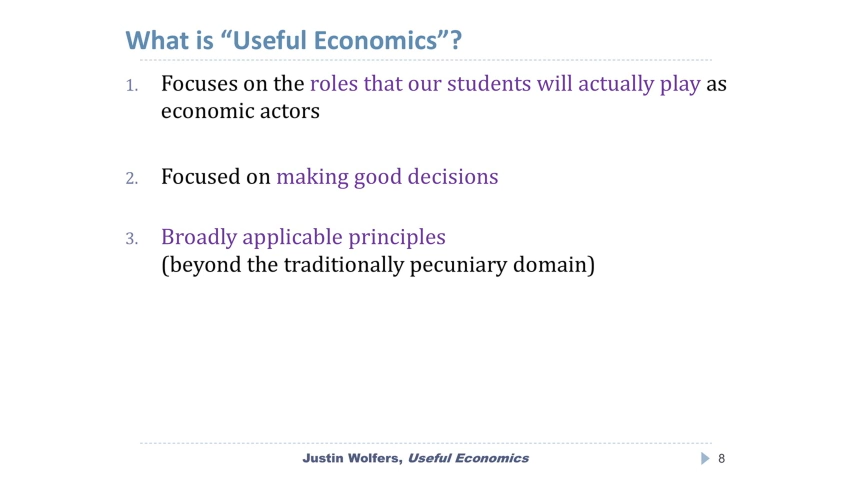 What is “Useful Economics”?
1. Focuses on the roles that our students will actually play as
economic actors
2. Focused on making good decisions
3. Broadly applicable principles
(beyond the traditionally pecuniary domain)
Justin Wolfers, Useful Economics
8